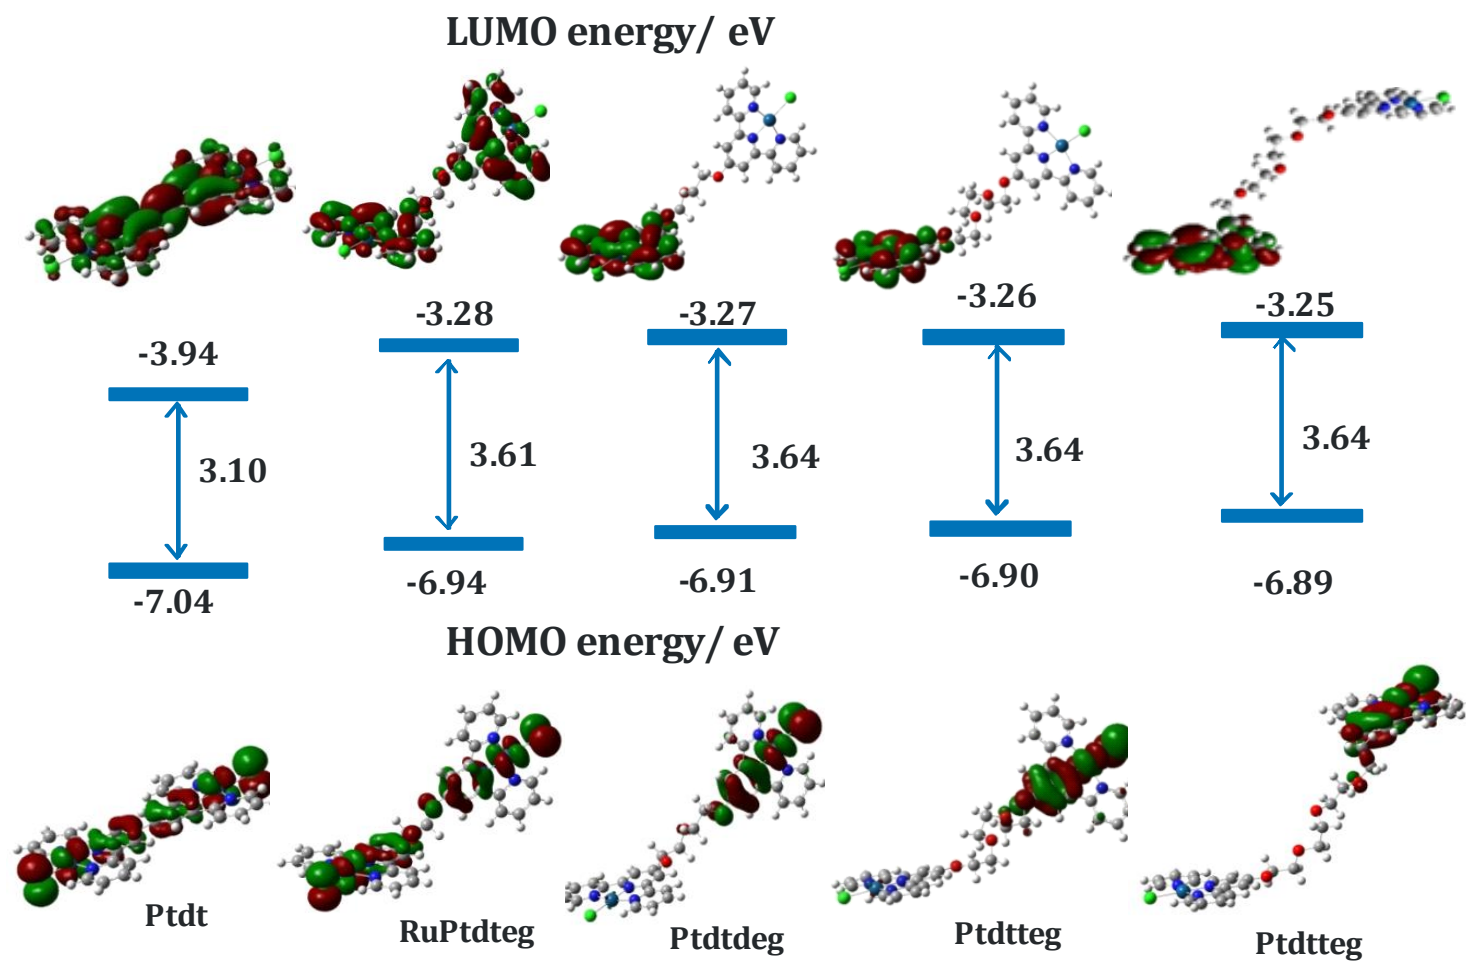 LUMO energy/ eV
-3.94
-3.28
-3.27
-3.26
-3.25
3.10
3.61
3.64
3.64
3.64
-7.04
-6.94
-6.91
-6.90
-6.89
HOMO energy/ eV
Ptdt
RuPtdteg
Ptdtdeg
Ptdtteg
Ptdtteg